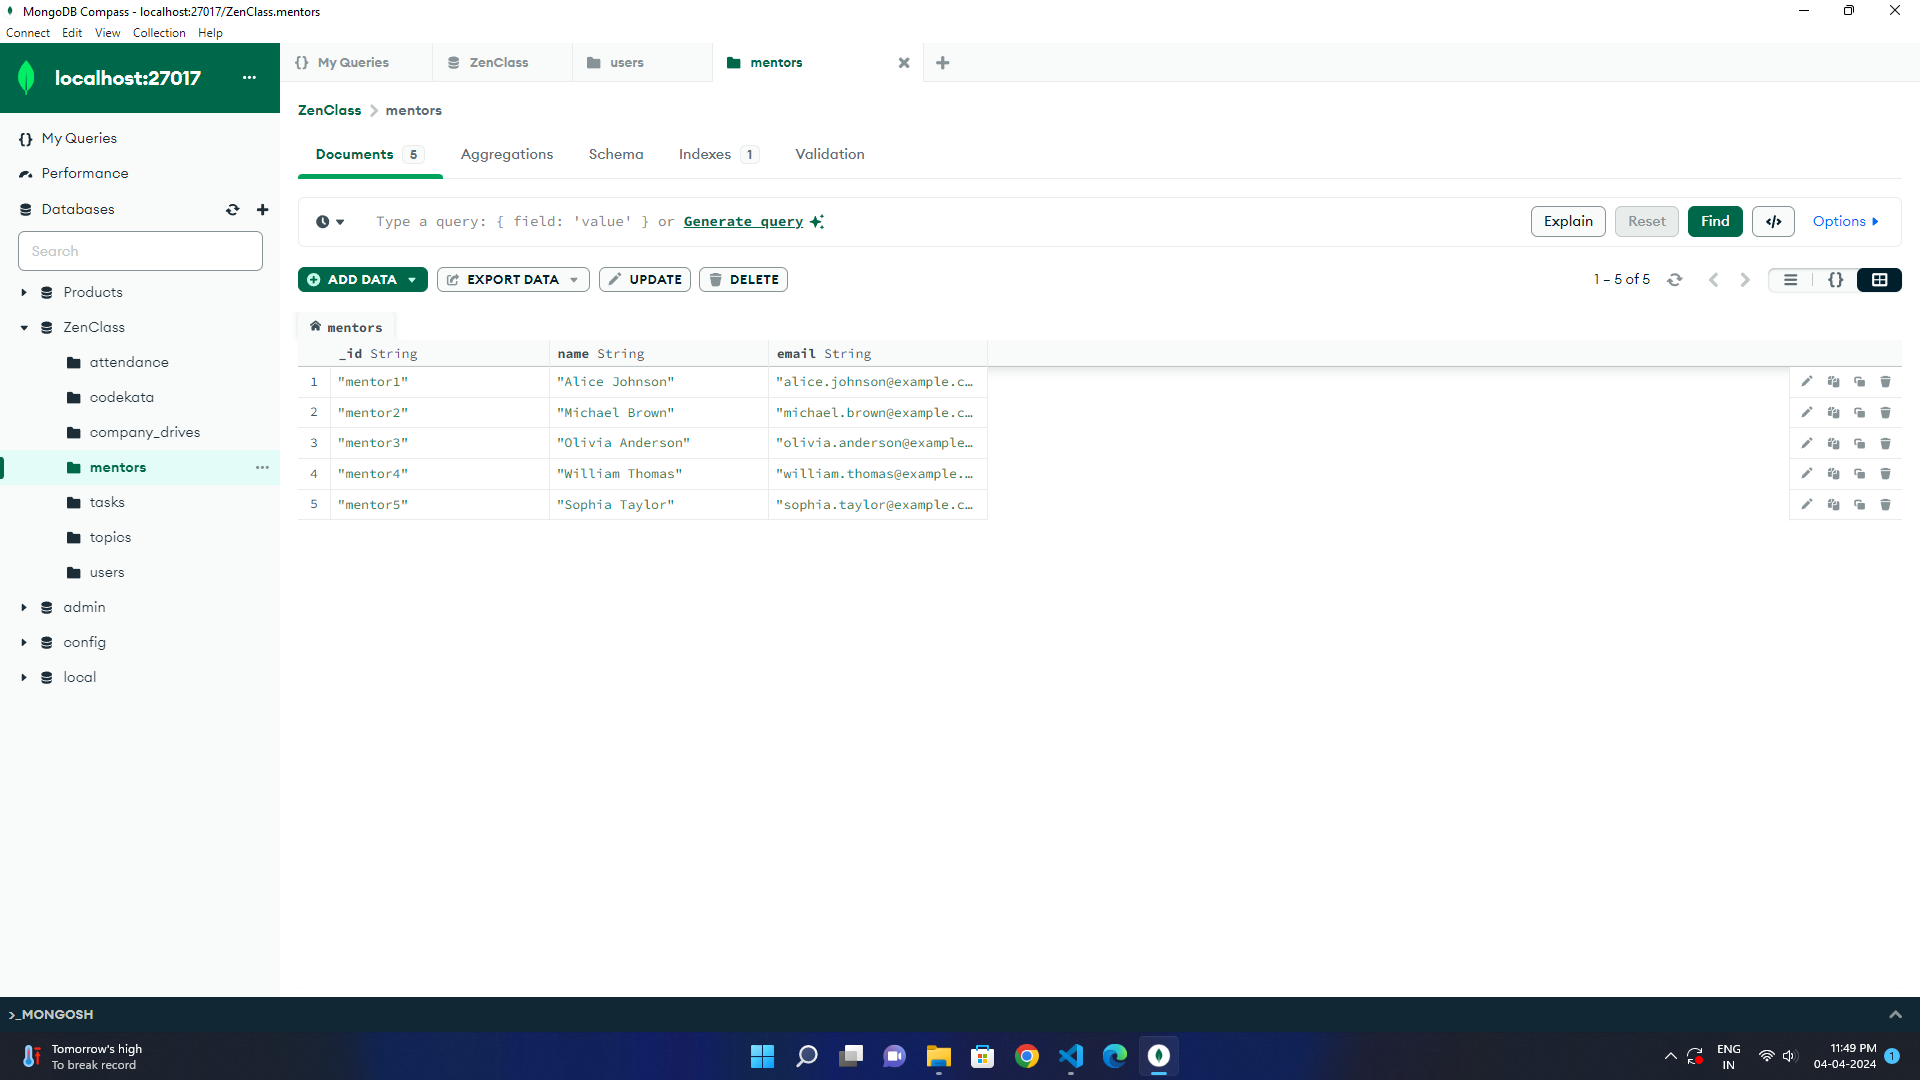 MongoDB Compass - localhost:27017/ZenClass.mentors
Connect Edit View Collection Help
localhost:27017 ...
{} My Queries
Performance
Databases
Search
Products
ZenClass
attendance
codekata
company_drives
mentors ...
tasks
topics
users
admin
config
local
{} My Queries ZenClass users mentors
ZenClass > mentors
Documents 5 Aggregations Schema Indexes 1 Validation
Type a query: { field: 'value' } or Generate query Explain Reset Find </> Options
ADD DATA EXPORT DATA UPDATE DELETE 1 – 5 of 5 {}
mentors
_id String name String email String
1 "mentor1" "Alice Johnson" "alice.johnson@example.c…
2 "mentor2" "Michael Brown" "michael.brown@example.c…
3 "mentor3" "Olivia Anderson" "olivia.anderson@example…
4 "mentor4" "William Thomas" "william.thomas@example.…
5 "mentor5" "Sophia Taylor" "sophia.taylor@example.c…
>_MONGOSH
Tomorrow's high
To break record
ENG
IN
11:49 PM
04-04-2024
1